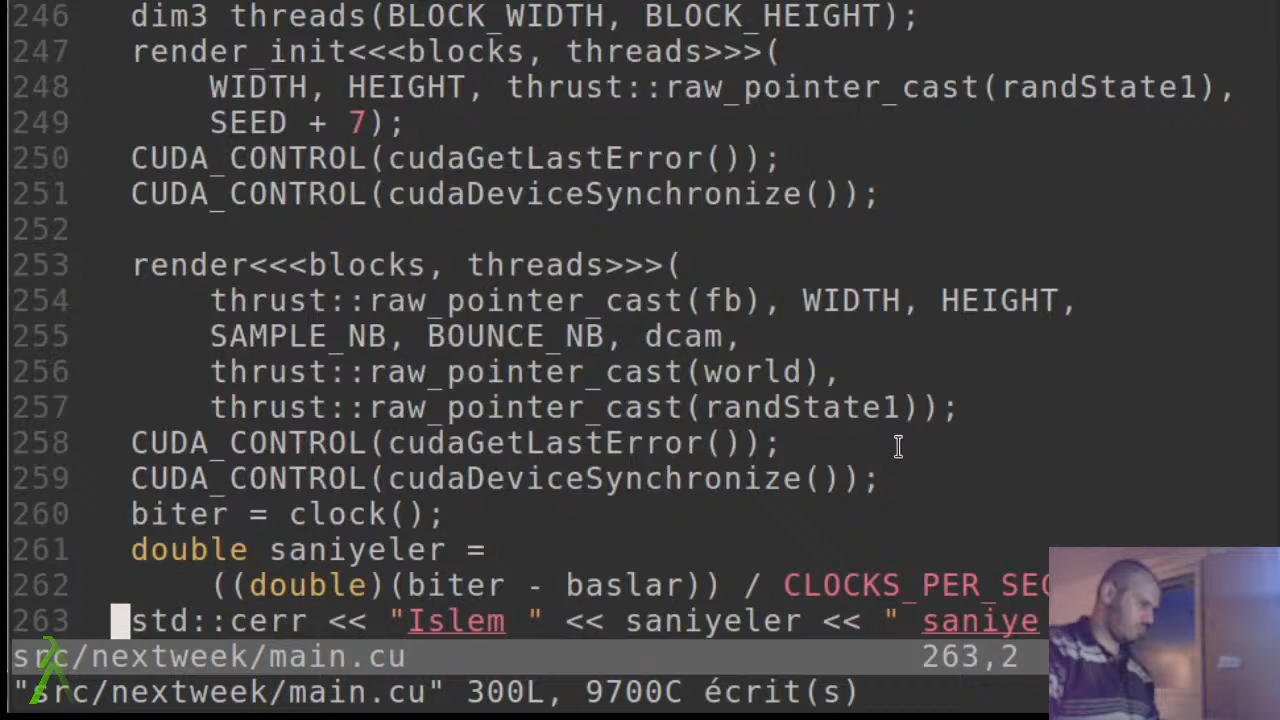 246 dim3 threads(BLOCK_WIDTH, BLOCK_HEIGHT);
247 render_init<<<blocks, threads>>>(
248 WIDTH, HEIGHT, thrust::raw_pointer_cast(randState1),
249 SEED + 7);
250 CUDA_CONTROL(cudaGetLastError());
251 CUDA_CONTROL(cudaDeviceSynchronize());
252
253 render<<<blocks, threads>>>(
254 thrust::raw_pointer_cast(fb), WIDTH, HEIGHT,
255 SAMPLE_NB, BOUNCE_NB, dcam,
256 thrust::raw_pointer_cast(world),
257 thrust::raw_pointer_cast(randState1));
258 CUDA_CONTROL(cudaGetLastError());
259 CUDA_CONTROL(cudaDeviceSynchronize());
260 biter = clock();
261 double saniyeler =
262 ((double)(biter - baslar)) / CLOCKS_PER_SEC
263 std::cerr << "Islem " << saniyeler << " saniye
src/nextweek/main.cu 263,2
"src/nextweek/main.cu" 300L, 9700C écrit(s)